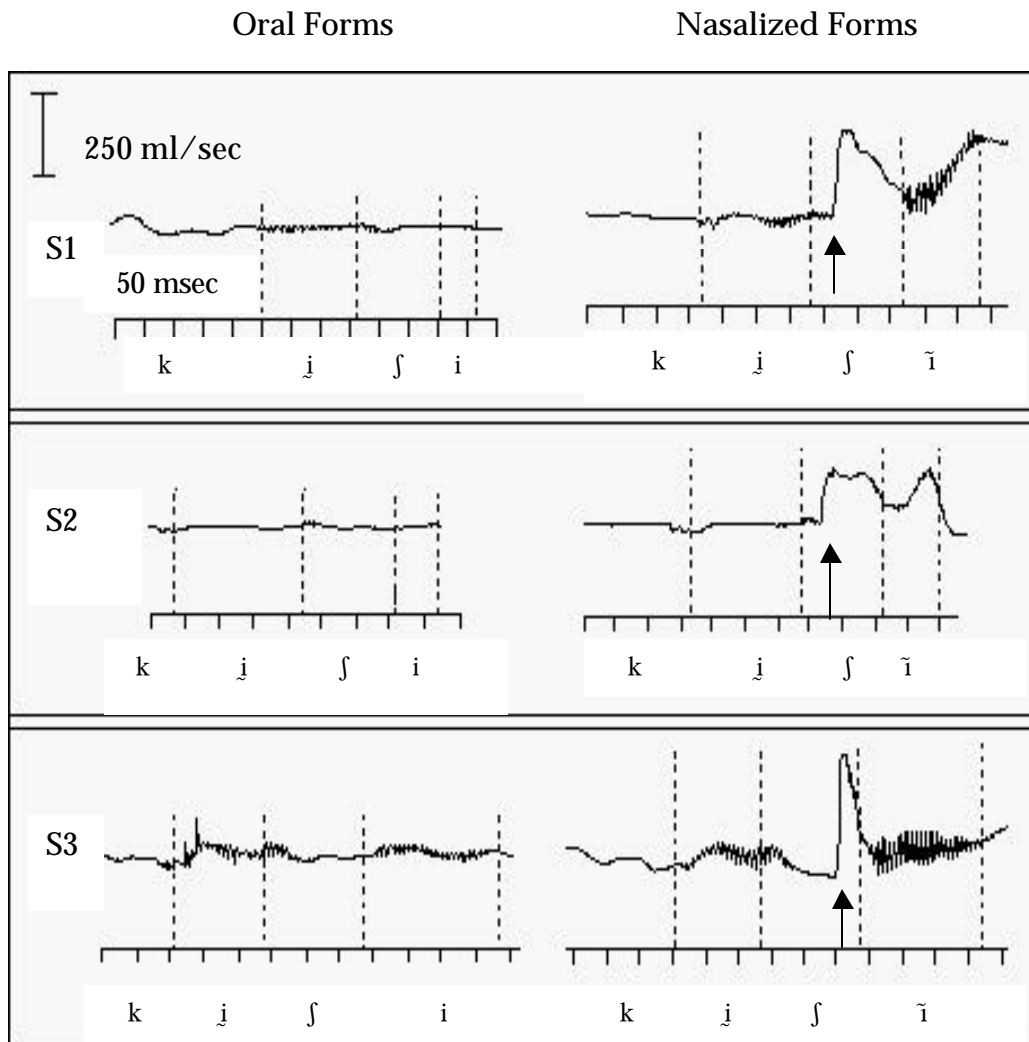 Oral Forms Nasalized Forms
250 ml/sec
S1
50 msec
k ḭ ʃ i k ḭ ʃ ĩ
S2
k ḭ ʃ i k ḭ ʃ ĩ
S3
k ḭ ʃ i k ḭ ʃ ĩ